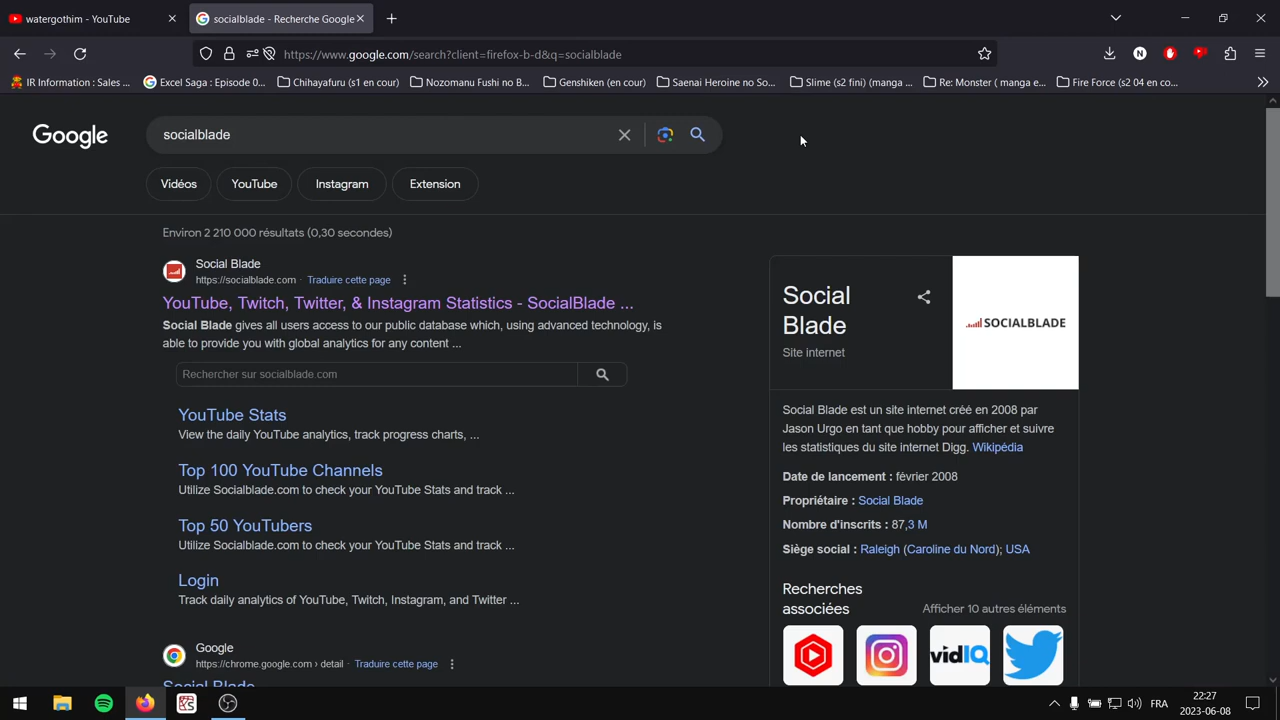 watergothim - YouTube
socialblade - Recherche Google
https://www.google.com/search?client=firefox-b-d&q=socialblade
IR Information : Sales ...
Excel Saga : Episode 0...
Chihayafuru (s1 en cour)
Nozomanu Fushi no B...
Genshiken (en cour)
Saenai Heroine no So...
Slime (s2 fini) (manga ...
Re: Monster ( manga e...
Fire Force (s2 04 en co...
Google
socialblade
Vidéos
YouTube
Instagram
Extension
Environ 2 210 000 résultats (0,30 secondes)
Social Blade
https://socialblade.com · Traduire cette page
YouTube, Twitch, Twitter, & Instagram Statistics - SocialBlade ...
Social Blade gives all users access to our public database which, using advanced technology, is
able to provide you with global analytics for any content ...
Rechercher sur socialblade.com
YouTube Stats
View the daily YouTube analytics, track progress charts, ...
Top 100 YouTube Channels
Utilize Socialblade.com to check your YouTube Stats and track ...
Top 50 YouTubers
Utilize Socialblade.com to check your YouTube Stats and track ...
Login
Track daily analytics of YouTube, Twitch, Instagram, and Twitter ...
Google
https://chrome.google.com › detail · Traduire cette page
Social Blade
Social
Blade
Site internet
SOCIALBLADE
Social Blade est un site internet créé en 2008 par
Jason Urgo en tant que hobby pour afficher et suivre
les statistiques du site internet Digg. Wikipédia
Date de lancement : février 2008
Propriétaire : Social Blade
Nombre d'inscrits : 87,3 M
Siège social : Raleigh (Caroline du Nord); USA
Recherches
associées
Afficher 10 autres éléments
vidIQ
FRA
22:27
2023-06-08